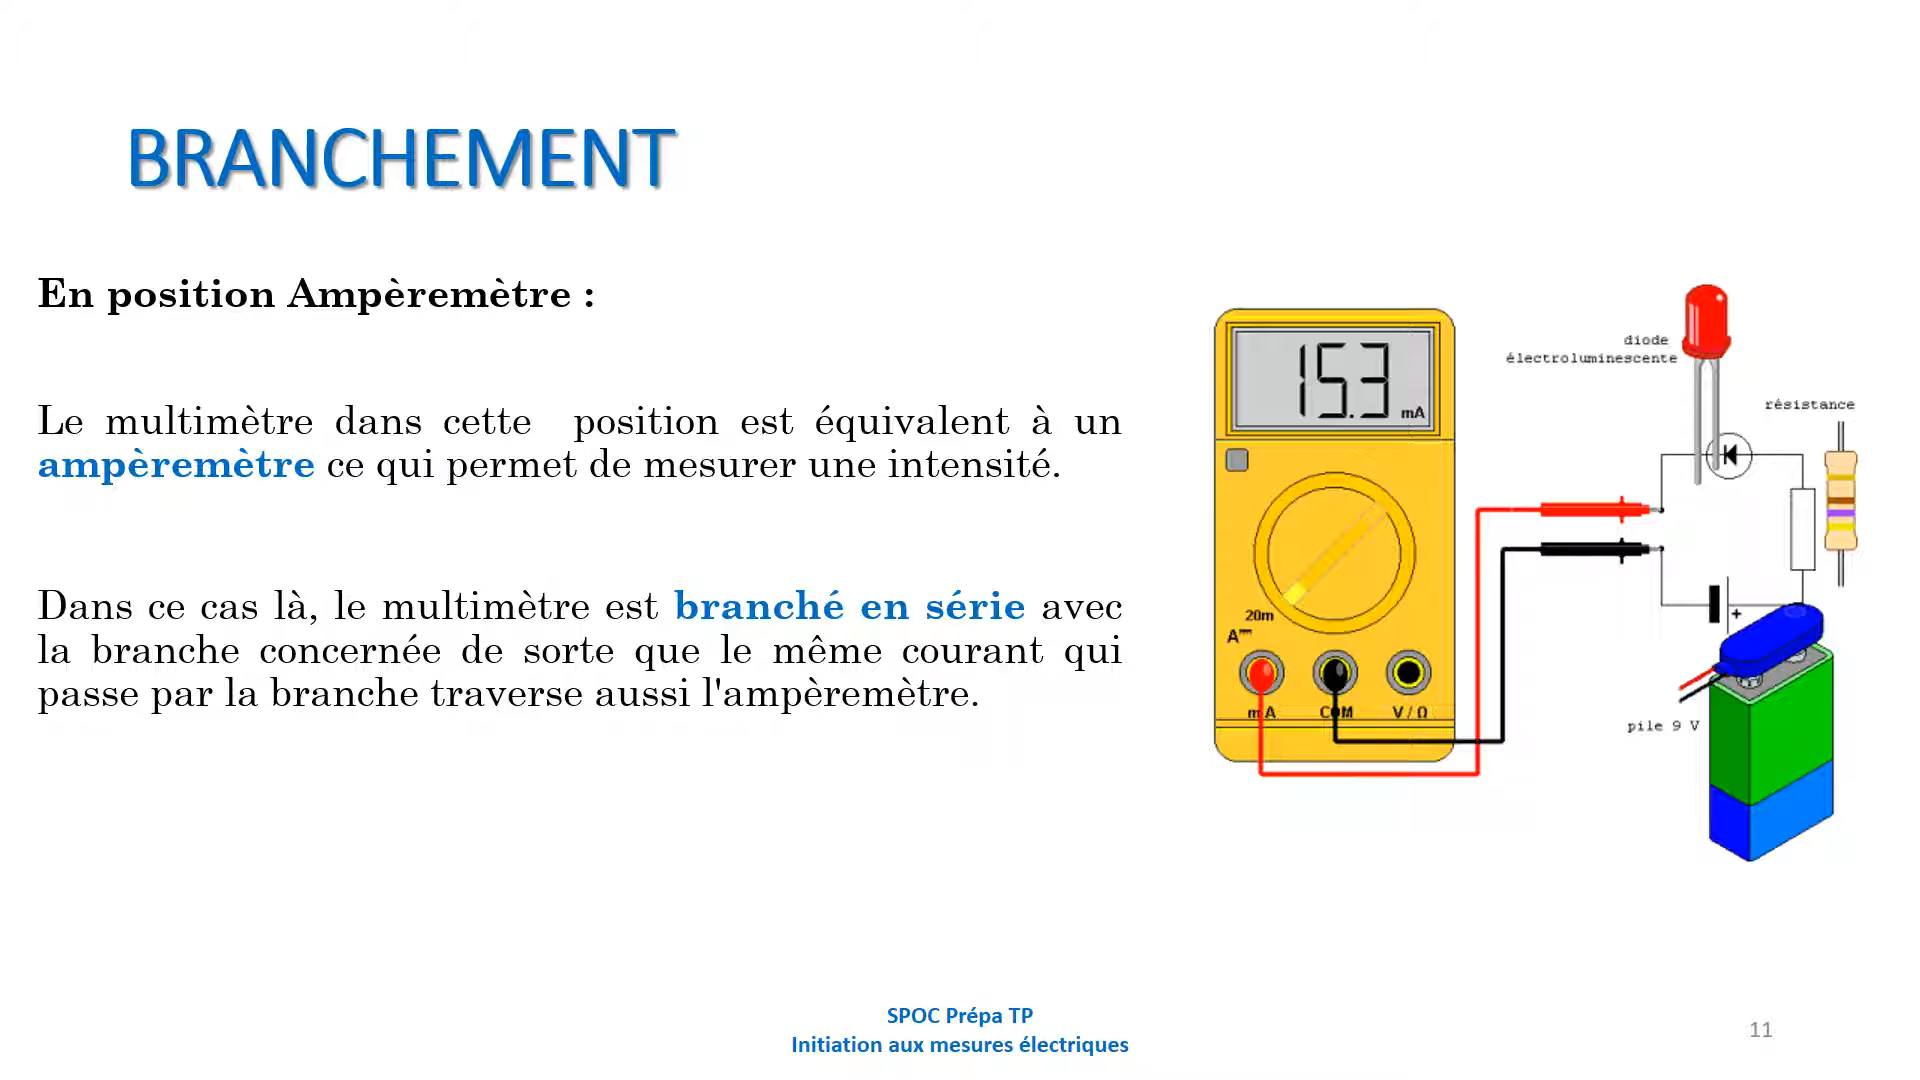 BRANCHEMENT
En position Ampèremètre :
Le multimètre dans cette position est équivalent à un
ampèremètre ce qui permet de mesurer une intensité.
Dans ce cas là, le multimètre est branché en série avec
la branche concernée de sorte que le même courant qui
passe par la branche traverse aussi l'ampèremètre.
15.3 mA
20m
A
mA COM V / Ω
diode
électroluminescente
résistance
+
pile 9 V
SPOC Prépa TP
Initiation aux mesures électriques
11